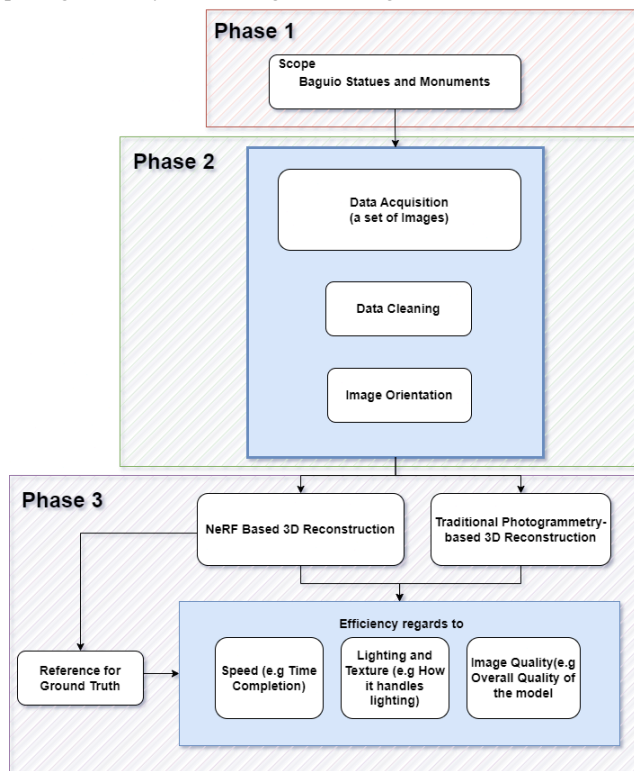 Phase 1
Scope
Baguio Statues and Monuments
Phase 2
Data Acquisition
(a set of Images)
Data Cleaning
Image Orientation
Phase 3
NeRF Based 3D Reconstruction
Traditional Photogrammetry-
based 3D Reconstruction
Efficiency regards to
Reference for
Ground Truth
Speed (e.g Time
Completion)
Lighting and
Texture (e.g How
it handles
lighting)
Image Quality(e.g
Overall Quality of
the model